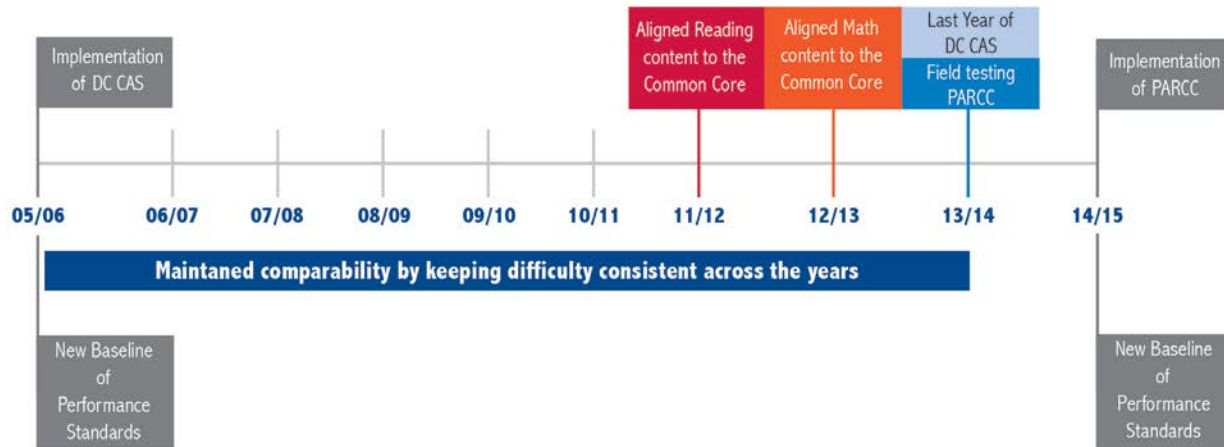 Implementation
of DC CAS
Aligned Reading
content to the
Common Core
Aligned Math
content to the
Common Core
Last Year of
DC CAS
Field testing
PARCC
Implementation
of PARCC
05/06
06/07
07/08
08/09
09/10
10/11
11/12
12/13
13/14
14/15
Maintaned comparability by keeping difficulty consistent across the years
New Baseline
of
Performance
Standards
New Baseline
of
Performance
Standards